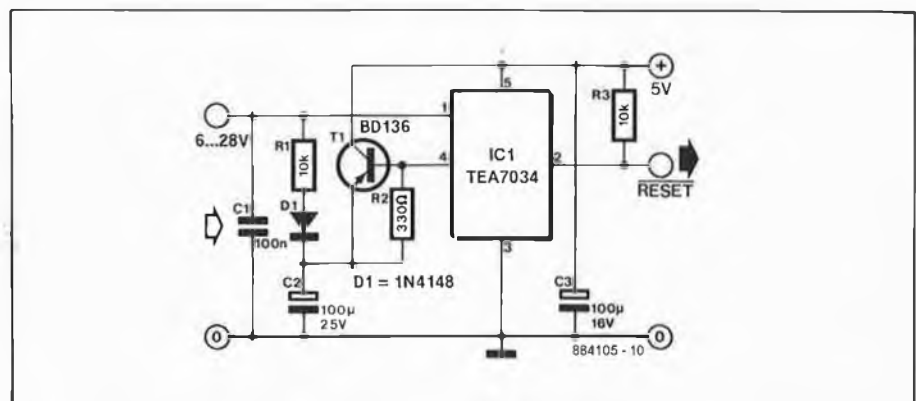 6...28V
C1
100n
R1
10k
D1
C2
100µ
25V
T1
BD136
R2
330Ω
D1 = 1N4148
1
4
5
2
3
IC1
TEA7034
C3
100µ
16V
R3
10k
+
5V
RESET
0
0
884105 - 10